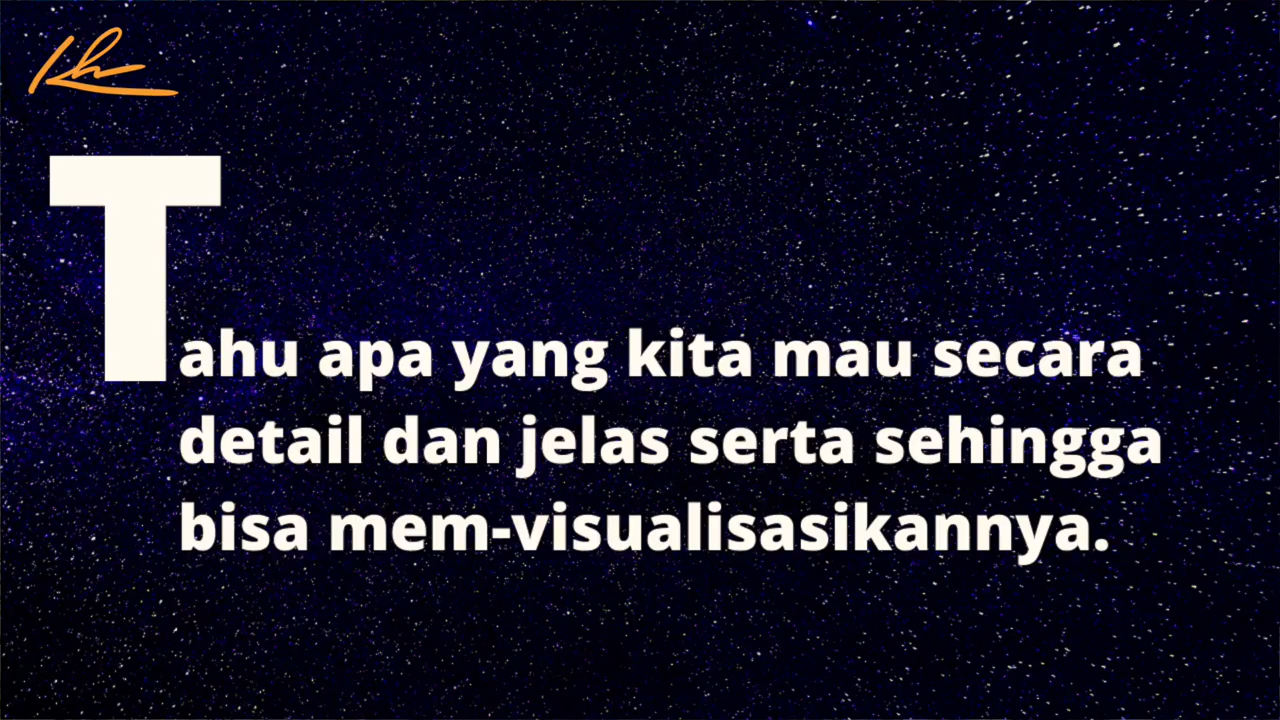 Tahu apa yang kita mau secara
detail dan jelas serta sehingga
bisa mem-visualisasikannya.